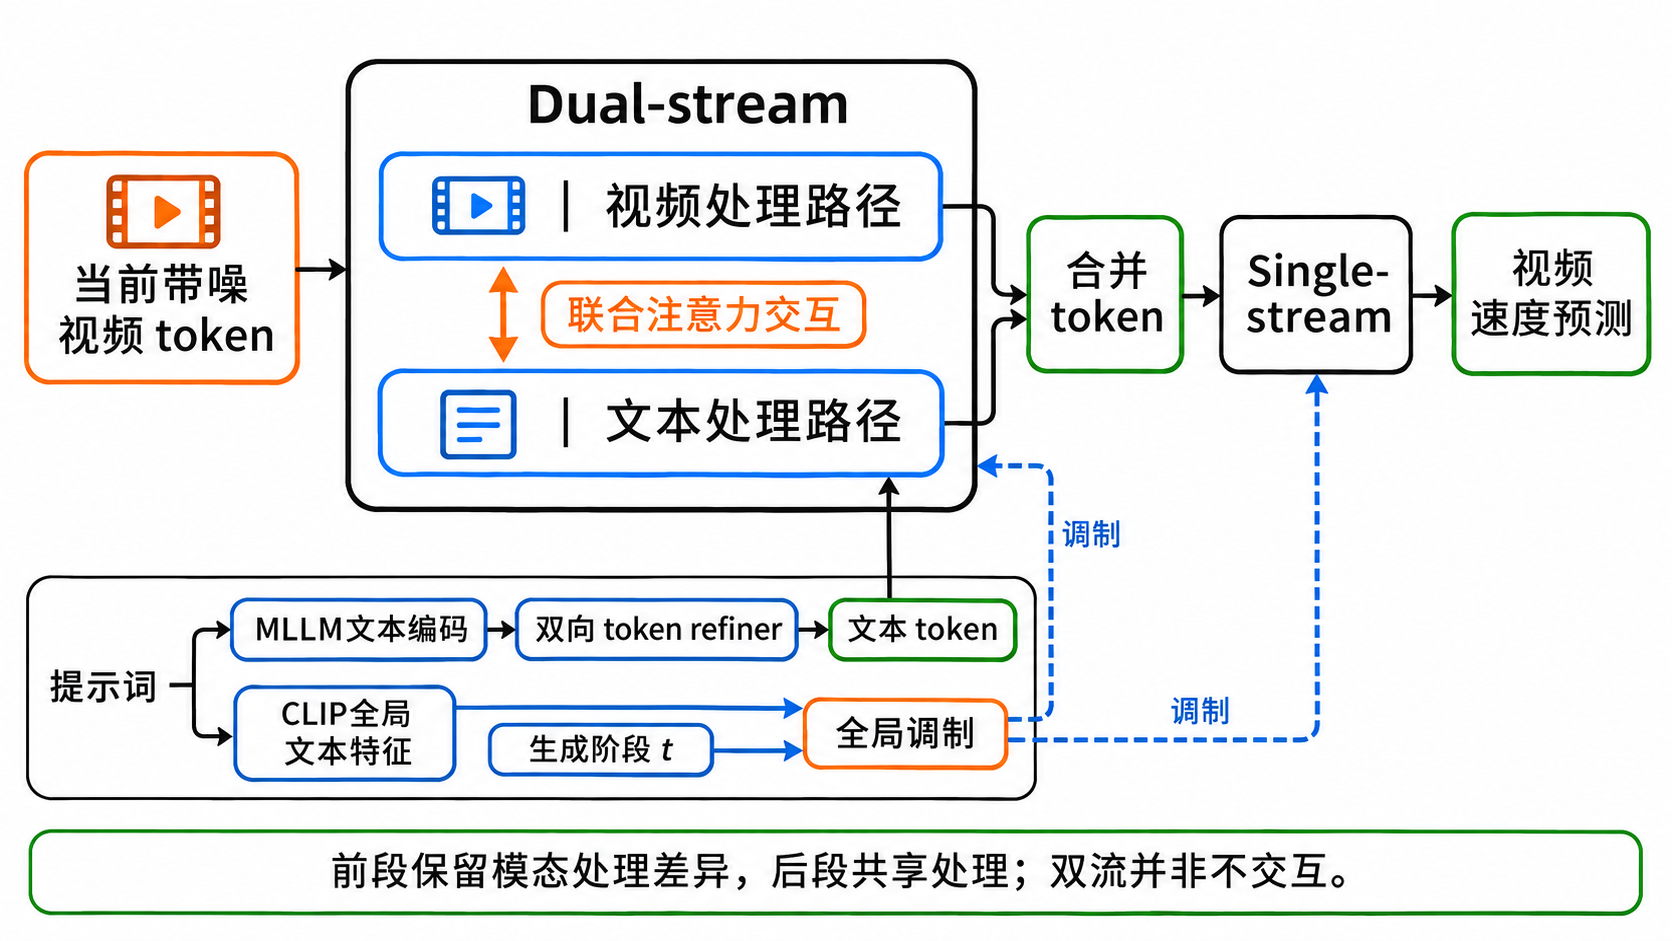 Dual-stream
视频处理路径
当前带噪
视频 token
联合注意力交互
文本处理路径
合并
token
Single-
stream
视频
速度预测
调制
提示词
MLLM文本编码
双向 token refiner
文本 token
CLIP全局
文本特征
生成阶段 t
全局调制
调制
前段保留模态处理差异，后段共享处理；双流并非不交互。